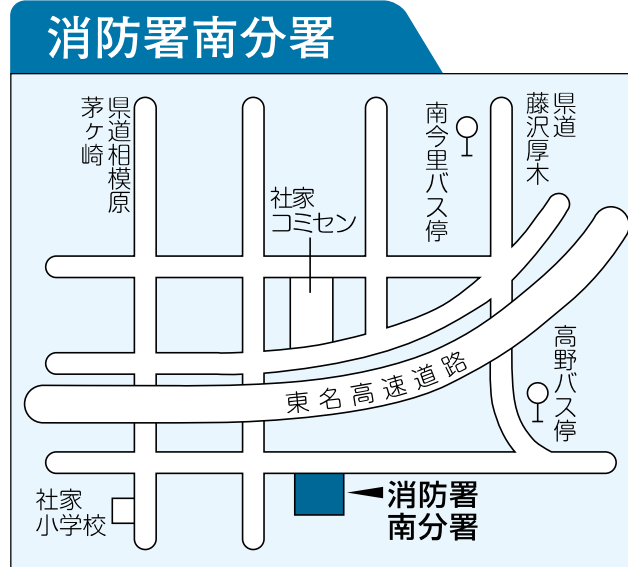 消防署南分署
県道相模原
茅ヶ崎
社家
コミセン
南今里バス停
県道
藤沢厚木
東名高速道路
高野バス停
社家
小学校
消防署
南分署